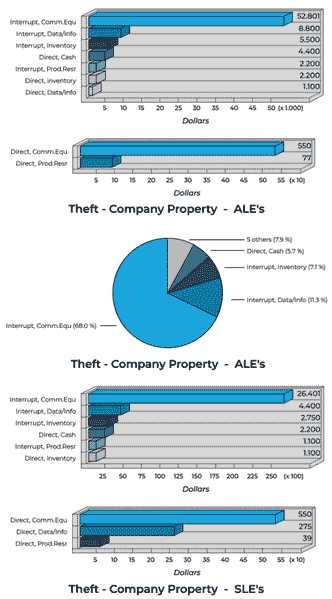 Interrupt, Comm.Equ 52.801
Interrupt, Data/Info 8.800
Interrupt, Inventory 5.500
Direct, Cash 4.400
Interrupt, Prod.Resr 2.200
Direct, inventory 2.200
Direct, Data/Info 1.100
5 10 15 20 25 30 35 40 45 50 (x 1.000)
Dollars
Direct, Comm.Equ 550
Direct, Prod.Resr 77
5 10 15 20 25 30 35 40 45 50 55 (x 10)
Dollars
Theft - Company Property - ALE's
5 others (7.9 %)
Direct, Cash (5.7 %)
Interrupt, Inventory (7.1 %)
Interrupt, Data/Info (11.3 %)
Interrupt, Comm.Equ (68.0 %)
Theft - Company Property - ALE's
Interrupt, Comm.Equ 26.401
Interrupt, Data/Info 4.400
Interrupt, Inventory 2.750
Direct, Cash 2.200
Interrupt, Prod.Resr 1.100
Direct, inventory 1.100
25 50 75 100 125 150 175 200 225 250 (x 100)
Dollars
Direct, Comm.Equ 550
Direct, Data/Info 275
Direct, Prod.Resr 39
5 10 15 20 25 30 35 40 45 50 55 (x 10)
Dollars
Theft - Company Property - SLE's